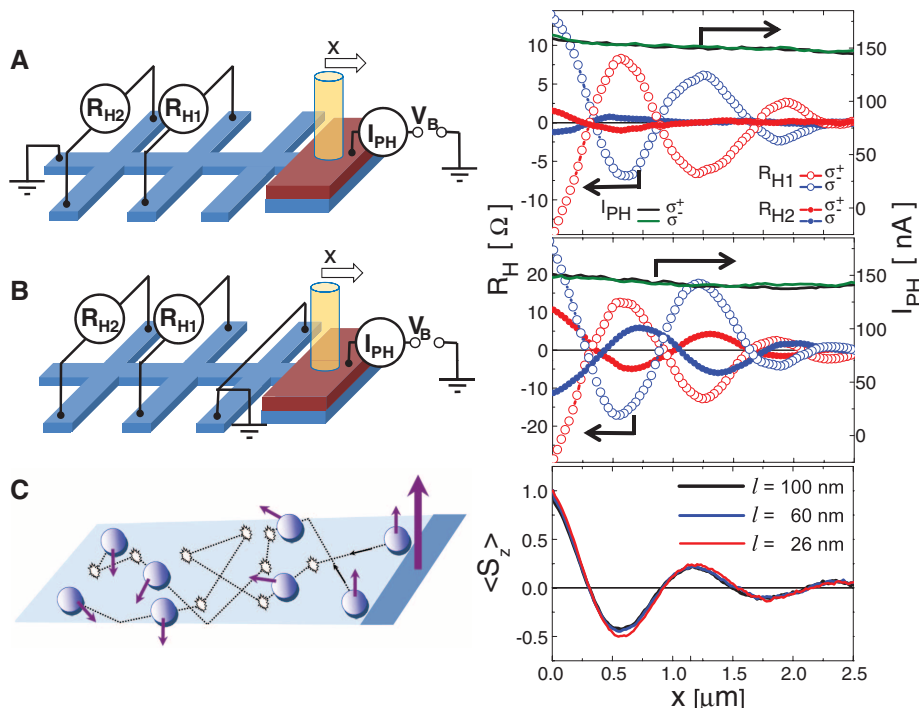 A
X
R_H2
R_H1
I_PH
V_B
10
5
0
-5
-10
150
100
50
0
I_PH σ+
σ-
R_H1 σ+
σ-
R_H2 σ+
σ-
B
X
R_H2
R_H1
I_PH
V_B
20
10
0
-10
-20
150
100
50
0
R_H [ Ω ]
I_PH [ nA ]
C
1.0
0.5
0.0
-0.5
<S_z>
l = 100 nm
l = 60 nm
l = 26 nm
0.0 0.5 1.0 1.5 2.0 2.5
x [μm]